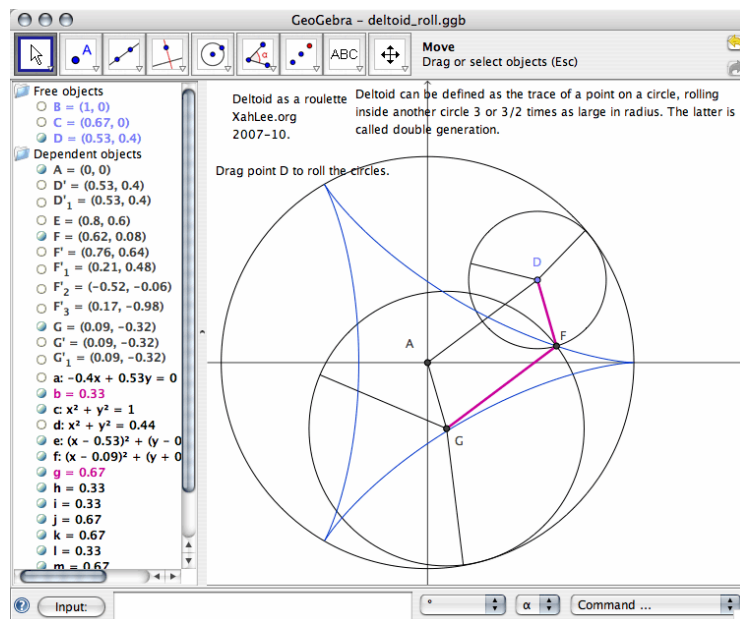 GeoGebra - deltoid_roll.ggb
A
ABC
Move
Drag or select objects (Esc)
Free objects
B = (1, 0)
C = (0.67, 0)
D = (0.53, 0.4)
Dependent objects
A = (0, 0)
D' = (0.53, 0.4)
D'₁ = (0.53, 0.4)
E = (0.8, 0.6)
F = (0.62, 0.08)
F' = (0.76, 0.64)
F'₁ = (0.21, 0.48)
F'₂ = (-0.52, -0.06)
F'₃ = (0.17, -0.98)
G = (0.09, -0.32)
G' = (0.09, -0.32)
G'₁ = (0.09, -0.32)
a: -0.4x + 0.53y = 0
b = 0.33
c: x² + y² = 1
d: x² + y² = 0.44
e: (x - 0.53)² + (y - 0
f: (x - 0.09)² + (y + 0
g = 0.67
h = 0.33
i = 0.33
j = 0.67
k = 0.67
l = 0.33
m = 0.67
Deltoid as a roulette
XahLee.org
2007-10.
Deltoid can be defined as the trace of a point on a circle, rolling
inside another circle 3 or 3/2 times as large in radius. The latter is
called double generation.
Drag point D to roll the circles.
D
F
A
G
Input:
°
α
Command ...